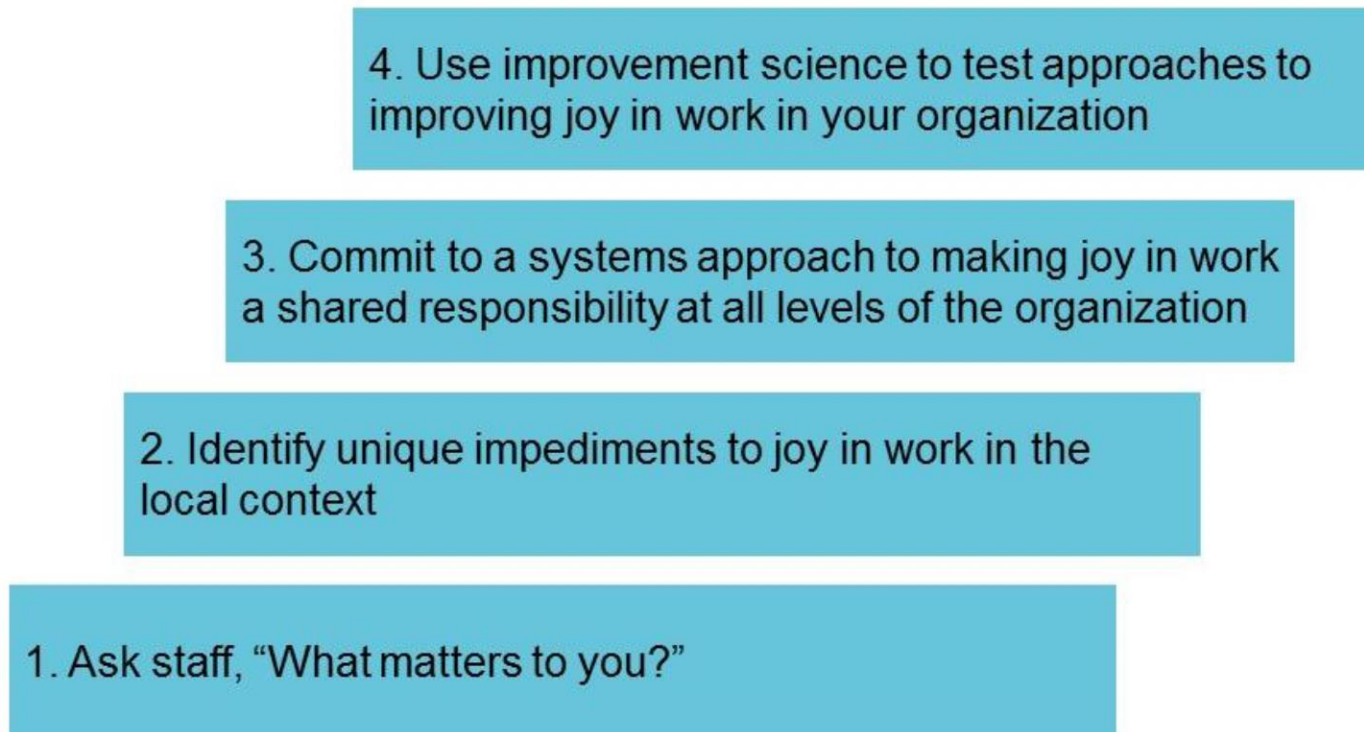 4. Use improvement science to test approaches to
improving joy in work in your organization
3. Commit to a systems approach to making joy in work
a shared responsibility at all levels of the organization
2. Identify unique impediments to joy in work in the
local context
1. Ask staff, “What matters to you?”